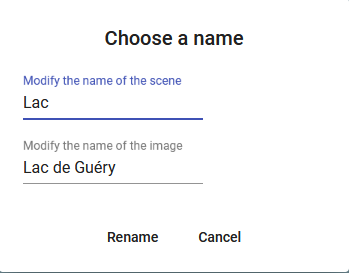 Choose a name
Modify the name of the scene
Lac
Modify the name of the image
Lac de Guéry
Rename Cancel